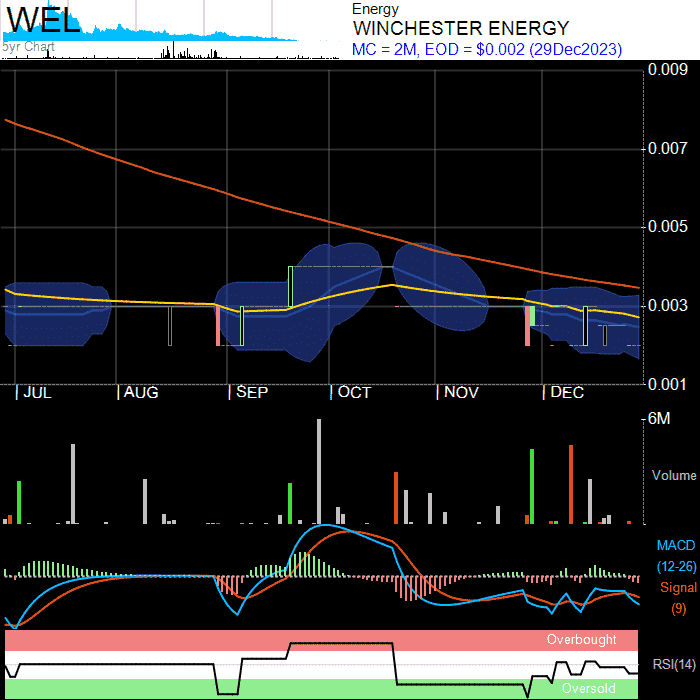 WEL
5yr Chart
Energy
WINCHESTER ENERGY
MC = 2M, EOD = $0.002 (29Dec2023)
0.009
0.007
0.005
0.003
0.001
| JUL | AUG | SEP | OCT | NOV | DEC
6M
Volume
MACD
(12-26)
Signal
(9)
Overbought
RSI(14)
Oversold